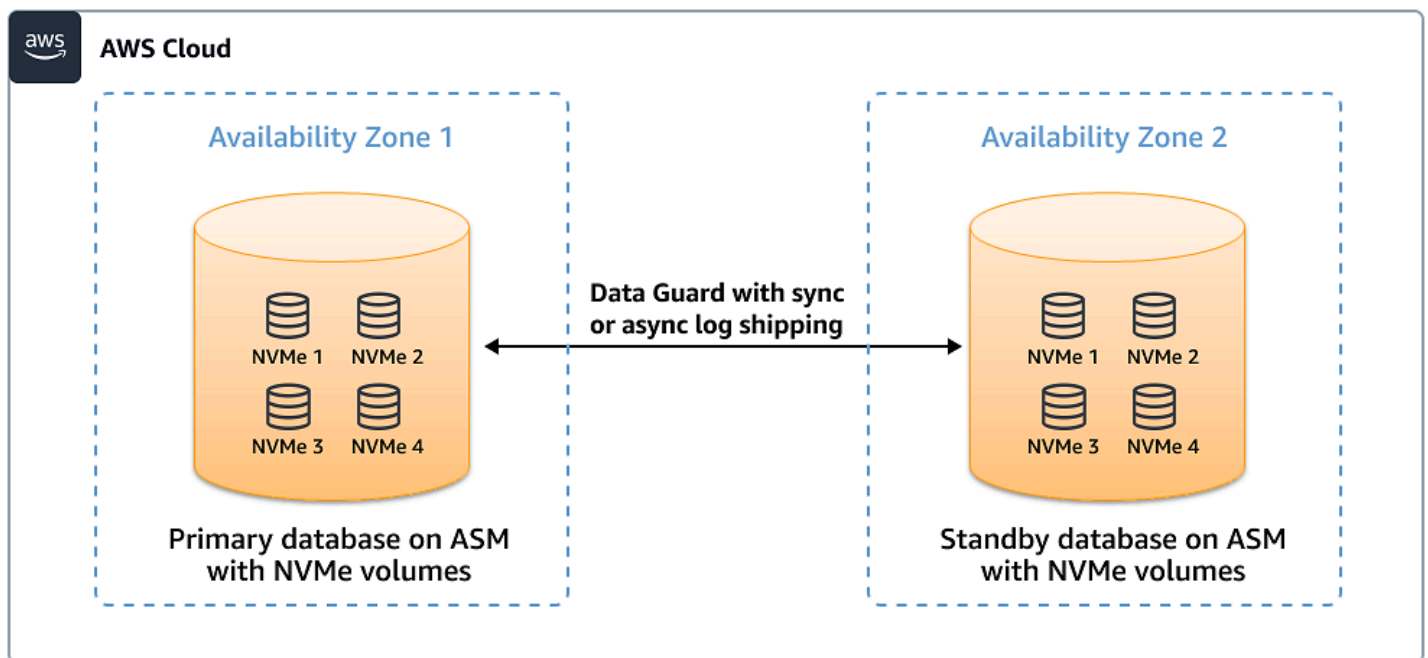 aws
AWS Cloud
Availability Zone 1
NVMe 1 NVMe 2
NVMe 3 NVMe 4
Primary database on ASM
with NVMe volumes
Data Guard with sync
or async log shipping
Availability Zone 2
NVMe 1 NVMe 2
NVMe 3 NVMe 4
Standby database on ASM
with NVMe volumes